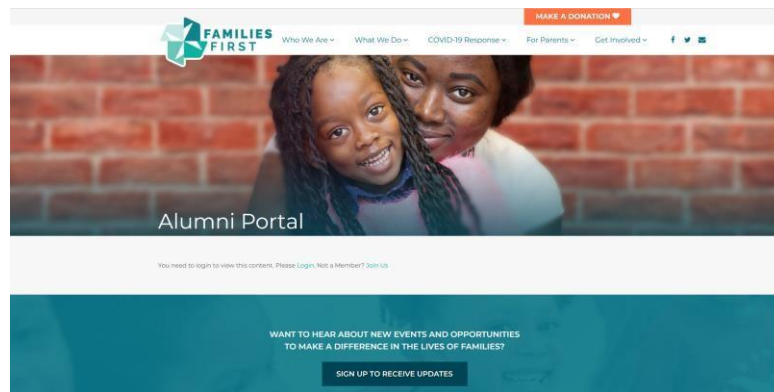 MAKE A DONATION
FAMILIES
FIRST
Who We Are
What We Do
COVID-19 Response
For Parents
Get Involved
Alumni Portal
You need to login to view this content. Please Login. Not a Member? Join Us
WANT TO HEAR ABOUT NEW EVENTS AND OPPORTUNITIES
TO MAKE A DIFFERENCE IN THE LIVES OF FAMILIES?
SIGN UP TO RECEIVE UPDATES